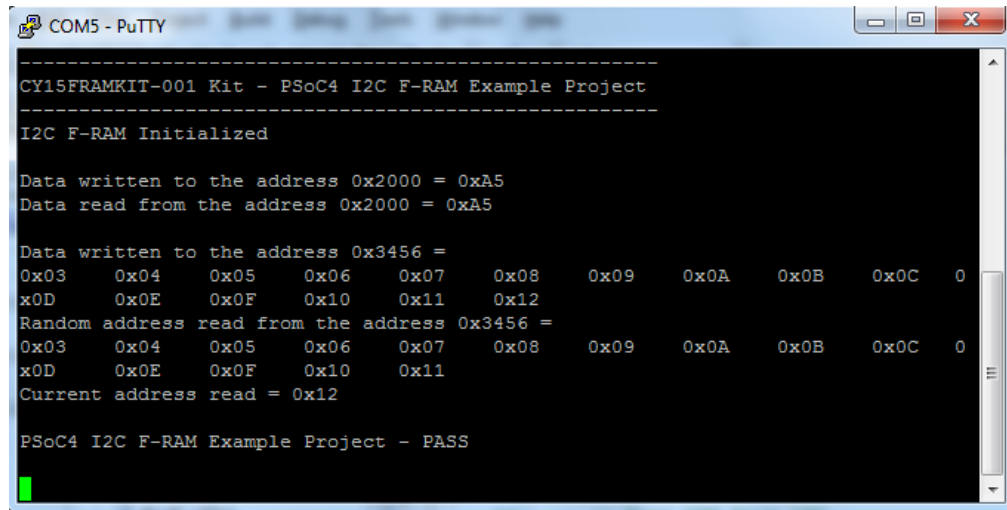 COM5 - PuTTY
-------------------------------------------------------
CY15FRAMKIT-001 Kit - PSoC4 I2C F-RAM Example Project
-------------------------------------------------------
I2C F-RAM Initialized
Data written to the address 0x2000 = 0xA5
Data read from the address 0x2000 = 0xA5
Data written to the address 0x3456 =
0x03 0x04 0x05 0x06 0x07 0x08 0x09 0x0A 0x0B 0x0C 0
x0D 0x0E 0x0F 0x10 0x11 0x12
Random address read from the address 0x3456 =
0x03 0x04 0x05 0x06 0x07 0x08 0x09 0x0A 0x0B 0x0C 0
x0D 0x0E 0x0F 0x10 0x11
Current address read = 0x12
PSoC4 I2C F-RAM Example Project - PASS